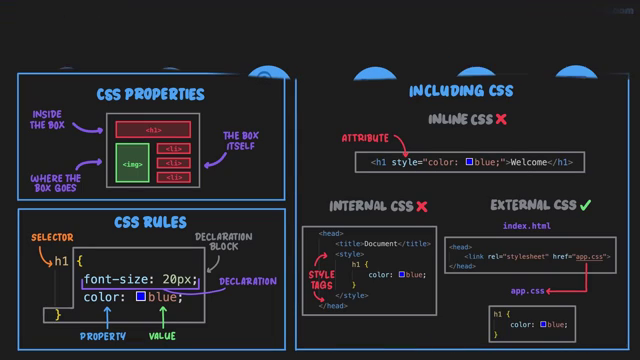 CSS PROPERTIES
INSIDE
THE BOX
<h1>
<img>
<li>
<li>
<li>
THE BOX
ITSELF
WHERE THE
BOX GOES
CSS RULES
SELECTOR
DECLARATION
BLOCK
h1 {
font-size: 20px;
DECLARATION
color: blue;
}
PROPERTY
VALUE
INCLUDING CSS
INLINE CSS
ATTRIBUTE
<h1 style="color: blue;">Welcome</h1>
INTERNAL CSS
<head>
<title>Document</title>
<style>
h1 {
color: blue;
}
</style>
</head>
STYLE
TAGS
EXTERNAL CSS
index.html
<head>
<link rel="stylesheet" href="app.css">
</head>
app.css
h1 {
color: blue;
}